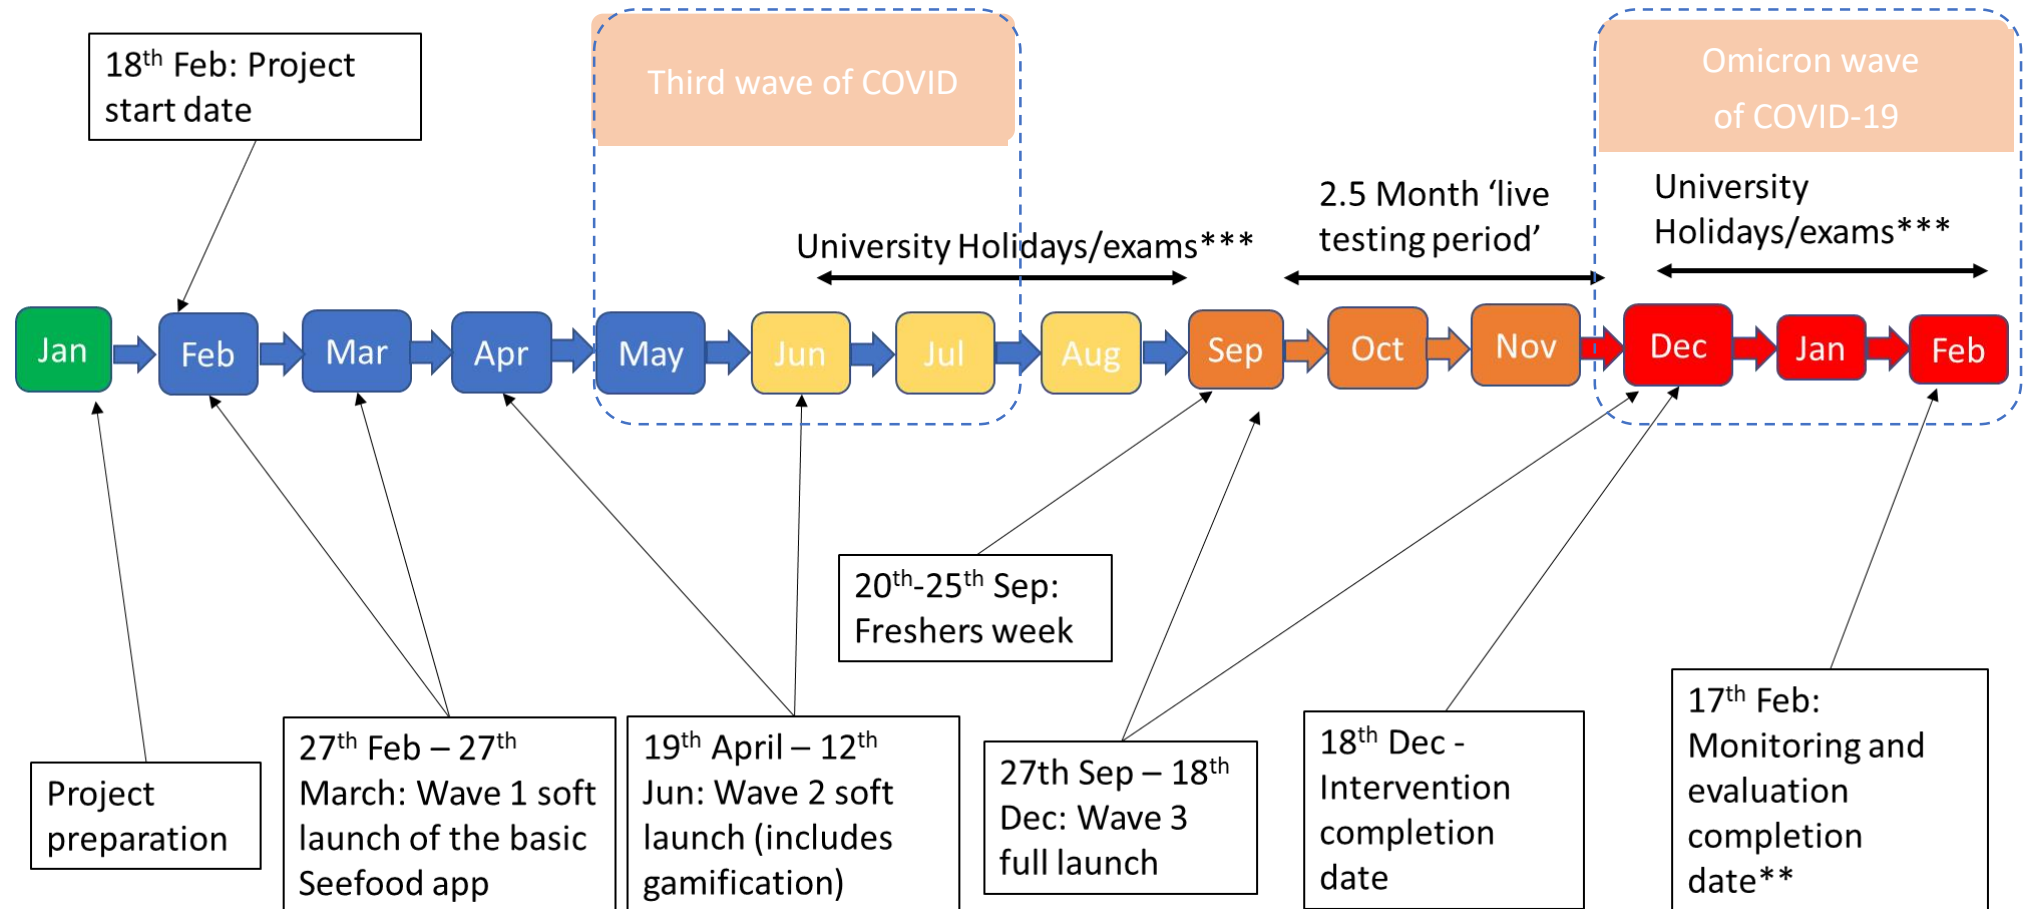 18th Feb: Project
start date
Third wave of COVID
Omicron wave
of COVID-19
University Holidays/exams***
2.5 Month ‘live
testing period’
University
Holidays/exams***
Jan
Feb
Mar
Apr
May
Jun
Jul
Aug
Sep
Oct
Nov
Dec
Jan
Feb
Project
preparation
27th Feb – 27th
March: Wave 1 soft
launch of the basic
Seefood app
19th April – 12th
Jun: Wave 2 soft
launch (includes
gamification)
20th-25th Sep:
Freshers week
27th Sep – 18th
Dec: Wave 3
full launch
18th Dec -
Intervention
completion
date
17th Feb:
Monitoring and
evaluation
completion
date**